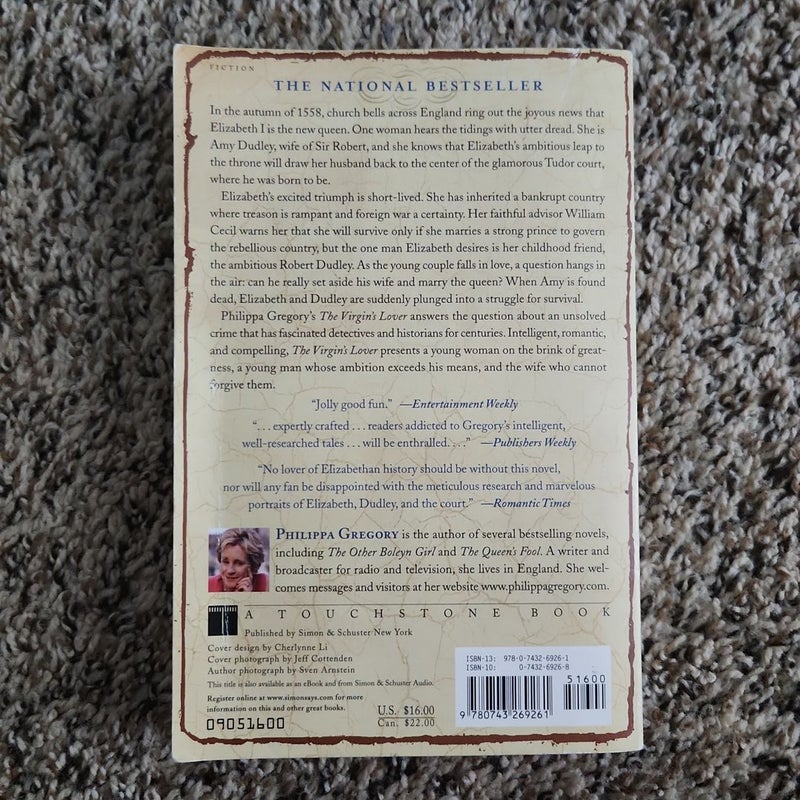 FICTION
THE NATIONAL BESTSELLER
In the autumn of 1558, church bells across England ring out the joyous news that
Elizabeth I is the new queen. One woman hears the tidings with utter dread. She is
Amy Dudley, wife of Sir Robert, and she knows that Elizabeth's ambitious leap to
the throne will draw her husband back to the center of the glamorous Tudor court,
where he was born to be.
Elizabeth's excited triumph is short-lived. She has inherited a bankrupt country
where treason is rampant and foreign war a certainty. Her faithful advisor William
Cecil warns her that she will survive only if she marries a strong prince to govern
the rebellious country, but the one man Elizabeth desires is her childhood friend,
the ambitious Robert Dudley. As the young couple falls in love, a question hangs in
the air: can he really set aside his wife and marry the queen? When Amy is found
dead, Elizabeth and Dudley are suddenly plunged into a struggle for survival.
Philippa Gregory's The Virgin's Lover answers the question about an unsolved
crime that has fascinated detectives and historians for centuries. Intelligent, romantic,
and compelling, The Virgin's Lover presents a young woman on the brink of great-
ness, a young man whose ambition exceeds his means, and the wife who cannot
forgive them.
"Jolly good fun." —Entertainment Weekly
". . . expertly crafted . . . readers addicted to Gregory's intelligent,
well-researched tales . . . will be enthralled. . . ." —Publishers Weekly
"No lover of Elizabethan history should be without this novel,
nor will any fan be disappointed with the meticulous research and marvelous
portraits of Elizabeth, Dudley, and the court." —Romantic Times
PHILIPPA GREGORY is the author of several bestselling novels,
including The Other Boleyn Girl and The Queen's Fool. A writer and
broadcaster for radio and television, she lives in England. She wel-
comes messages and visitors at her website www.philippagregory.com.
A TOUCHSTONE BOOK
Published by Simon & Schuster New York
Cover design by Cherlynne Li
Cover photograph by Jeff Cottenden
Author photograph by Sven Arnstein
This title is also available as an eBook and from Simon & Schuster Audio.
Register online at www.simonsays.com for more
information on this and other great books.
09051600
U.S. $16.00
Can. $22.00
ISBN-13: 978-0-7432-6926-1
ISBN-10: 0-7432-6926-8
51600
9 780743 269261